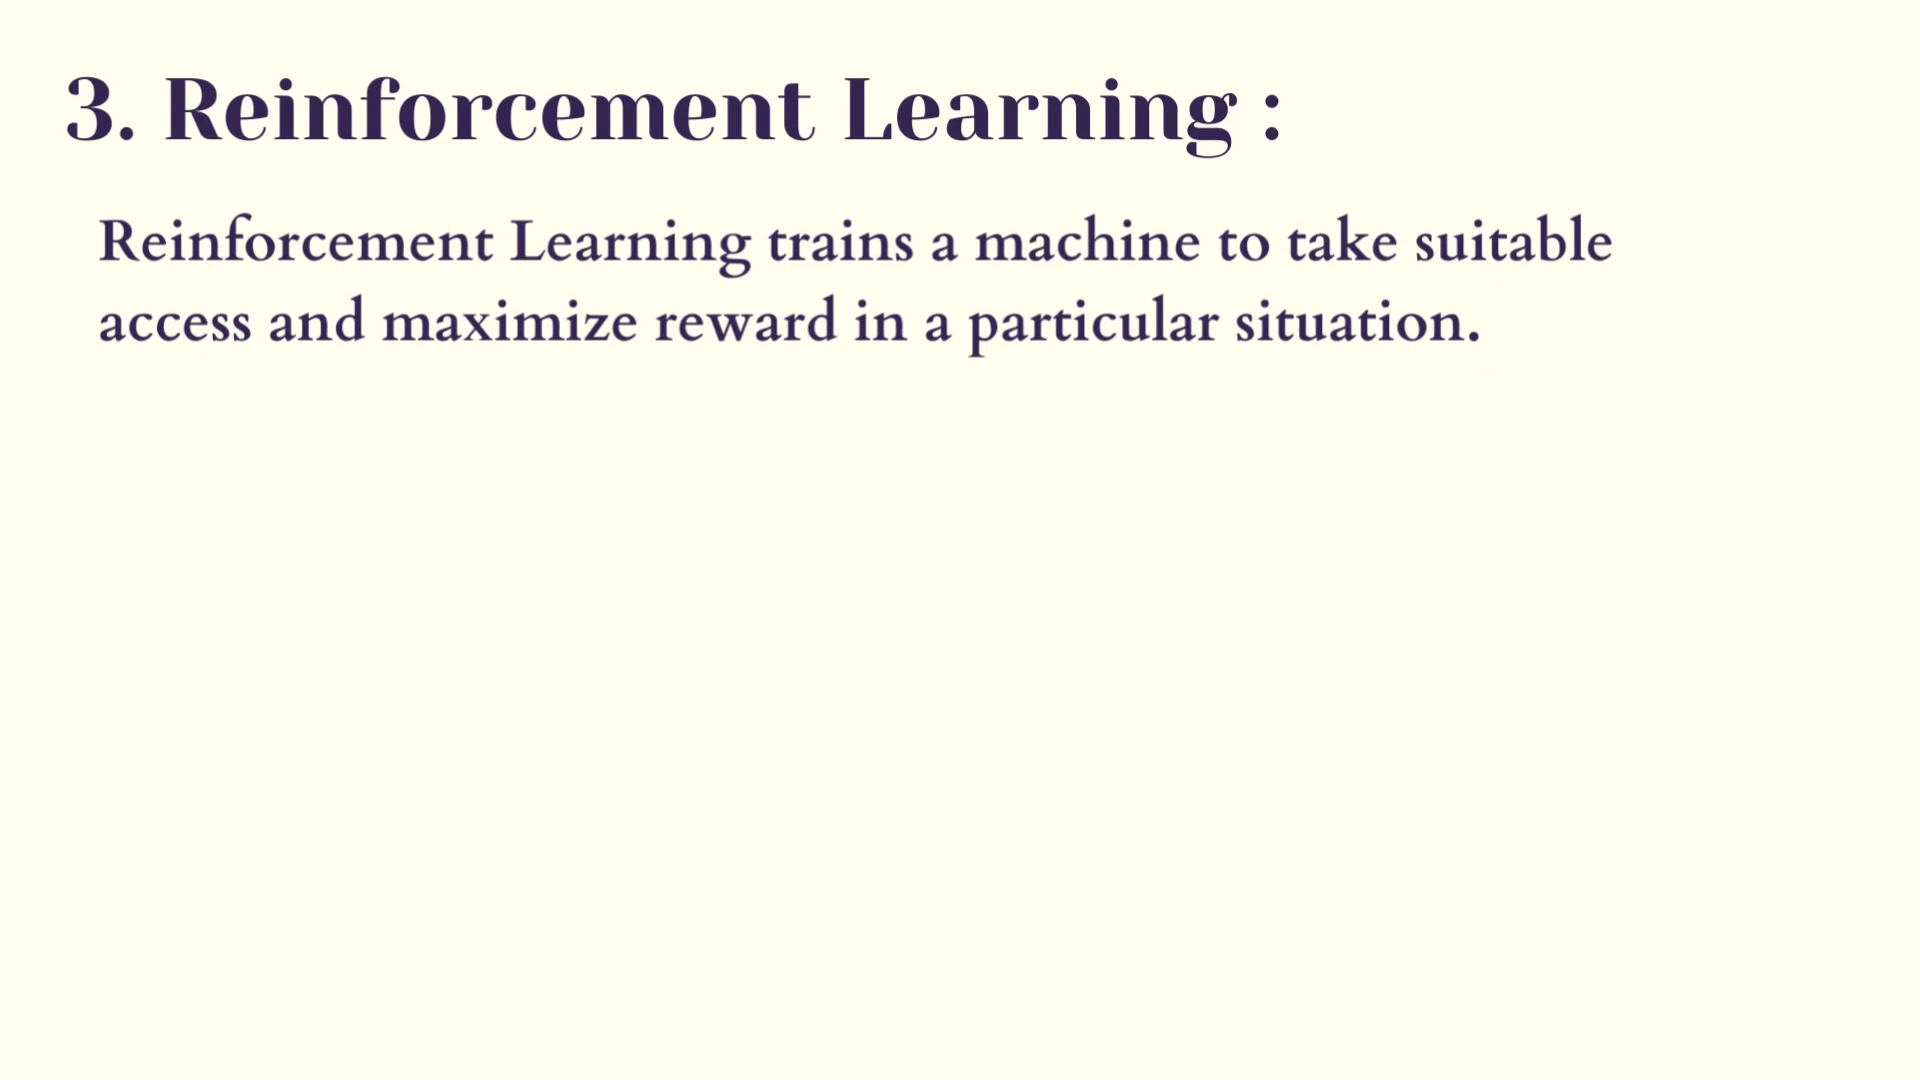 3. Reinforcement Learning :
Reinforcement Learning trains a machine to take suitable
access and maximize reward in a particular situation.